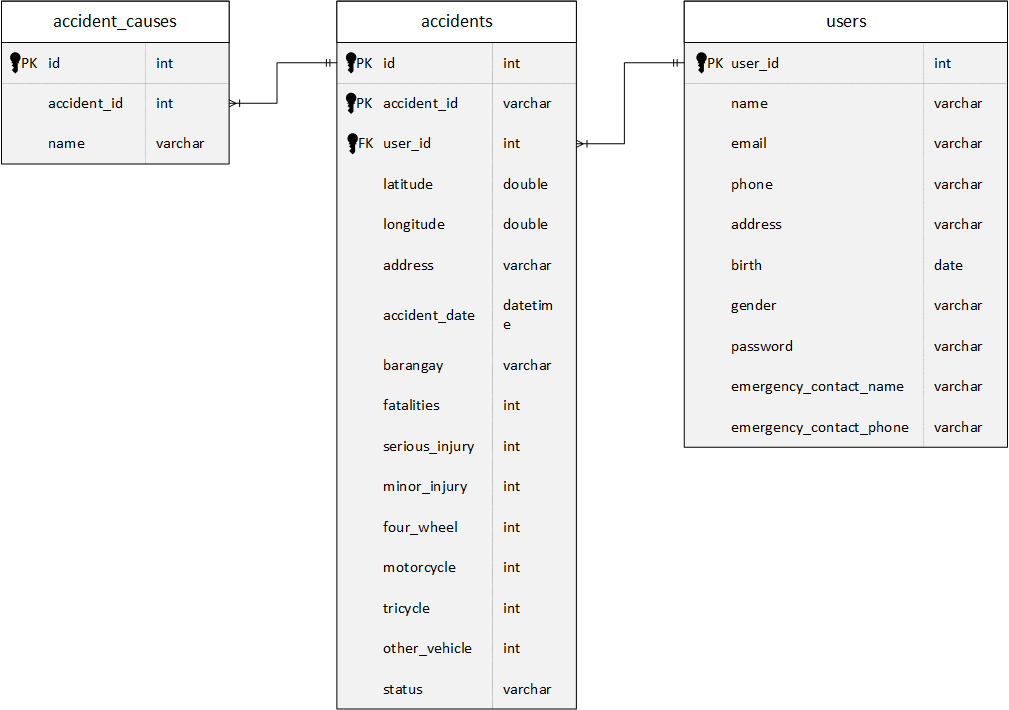 accident_causes
PK id int
accident_id int
name varchar
accidents
PK id int
PK accident_id varchar
FK user_id int
latitude double
longitude double
address varchar
accident_date datetim
e
barangay varchar
fatalities int
serious_injury int
minor_injury int
four_wheel int
motorcycle int
tricycle int
other_vehicle int
status varchar
users
PK user_id int
name varchar
email varchar
phone varchar
address varchar
birth date
gender varchar
password varchar
emergency_contact_name varchar
emergency_contact_phone varchar